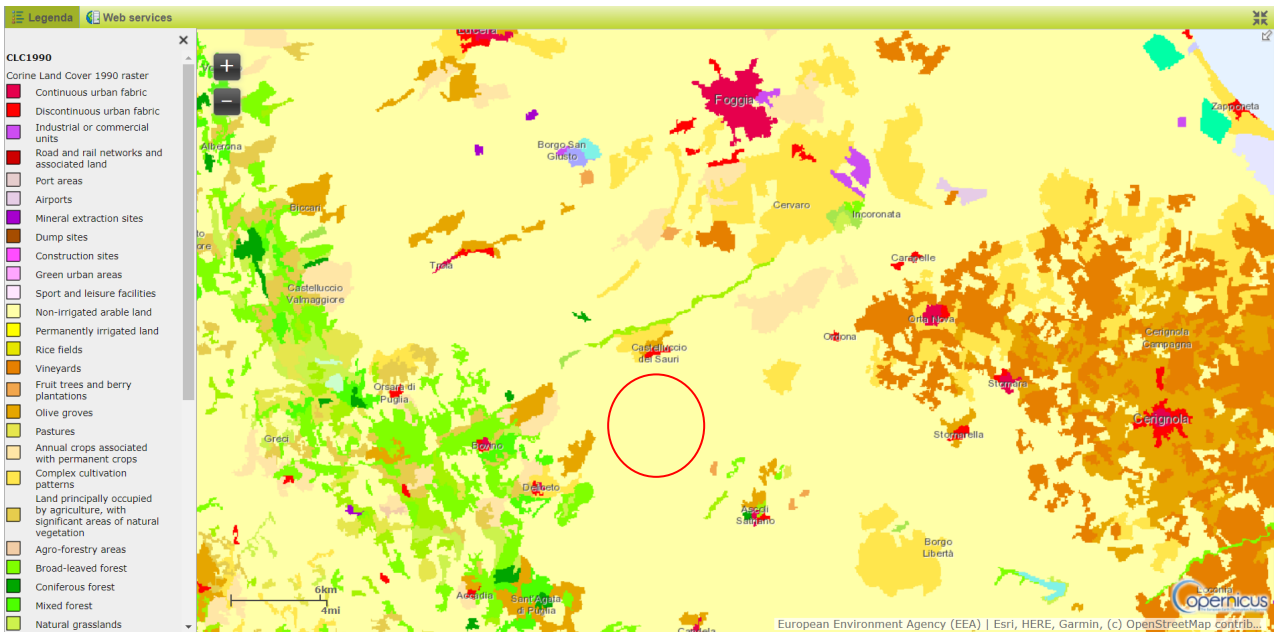 Legenda
Web services
CLC1990
Corine Land Cover 1990 raster
Continuous urban fabric
Discontinuous urban fabric
Industrial or commercial
units
Road and rail networks and
associated land
Port areas
Airports
Mineral extraction sites
Dump sites
Construction sites
Green urban areas
Sport and leisure facilities
Non-irrigated arable land
Permanently irrigated land
Rice fields
Vineyards
Fruit trees and berry
plantations
Olive groves
Pastures
Annual crops associated
with permanent crops
Complex cultivation
patterns
Land principally occupied
by agriculture, with
significant areas of natural
vegetation
Agro-forestry areas
Broad-leaved forest
Coniferous forest
Mixed forest
Natural grasslands
Lucera
Foggia
Zapponeta
Alberona
Borgo San
Giusto
Biccari
Cervaro
Incoronata
Troia
Carapelle
Castelluccio
Valmaggiore
Orta Nova
Ordona
Cerignola
Campagna
Castelluccio
dei Sauri
Orsara di
Puglia
Stornara
Cerignola
Greci
Bovino
Stornarella
Deliceto
Ascoli
Satriano
Borgo
Libertà
Accadia
Sant'Agata
di Puglia
Candela
6km
4mi
Copernicus
European Environment Agency (EEA) | Esri, HERE, Garmin, (c) OpenStreetMap contrib...